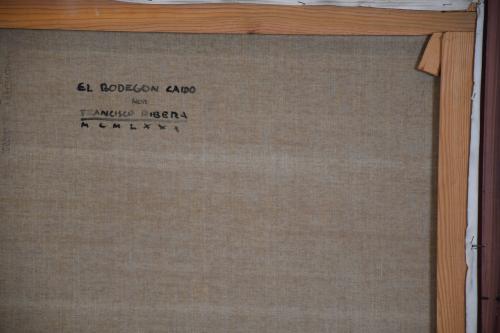 EL BODEGON CAIDO
POR
FRANCISCO RIBERA
MCMLXXI